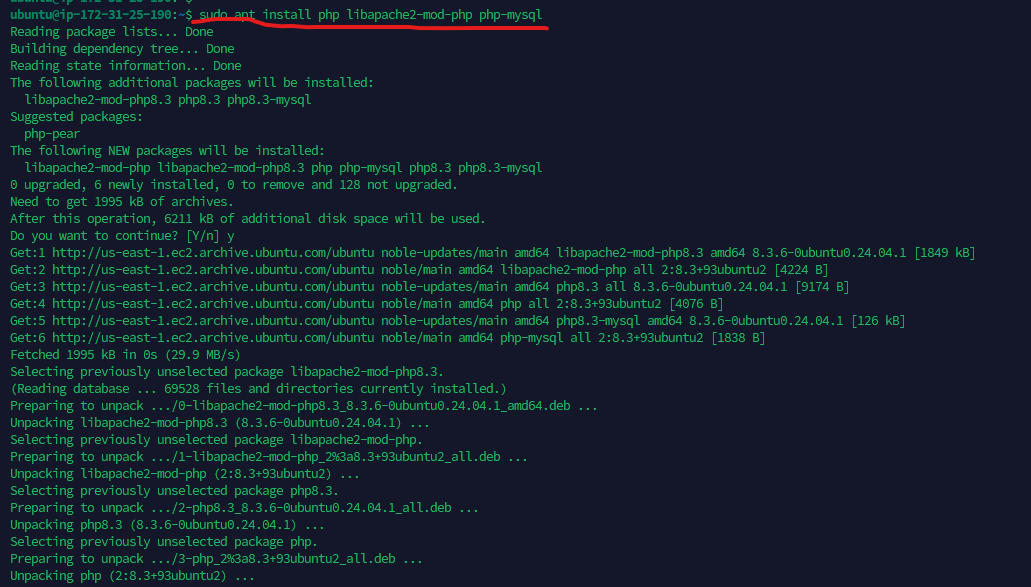 ubuntu@ip-172-31-25-190:~$ sudo apt install php libapache2-mod-php php-mysql
Reading package lists... Done
Building dependency tree... Done
Reading state information... Done
The following additional packages will be installed:
  libapache2-mod-php8.3 php8.3 php8.3-mysql
Suggested packages:
  php-pear
The following NEW packages will be installed:
  libapache2-mod-php libapache2-mod-php8.3 php php-mysql php8.3 php8.3-mysql
0 upgraded, 6 newly installed, 0 to remove and 128 not upgraded.
Need to get 1995 kB of archives.
After this operation, 6211 kB of additional disk space will be used.
Do you want to continue? [Y/n] y
Get:1 http://us-east-1.ec2.archive.ubuntu.com/ubuntu noble-updates/main amd64 libapache2-mod-php8.3 amd64 8.3.6-0ubuntu0.24.04.1 [1849 kB]
Get:2 http://us-east-1.ec2.archive.ubuntu.com/ubuntu noble/main amd64 libapache2-mod-php all 2:8.3+93ubuntu2 [4224 B]
Get:3 http://us-east-1.ec2.archive.ubuntu.com/ubuntu noble-updates/main amd64 php8.3 all 8.3.6-0ubuntu0.24.04.1 [9174 B]
Get:4 http://us-east-1.ec2.archive.ubuntu.com/ubuntu noble/main amd64 php all 2:8.3+93ubuntu2 [4076 B]
Get:5 http://us-east-1.ec2.archive.ubuntu.com/ubuntu noble-updates/main amd64 php8.3-mysql amd64 8.3.6-0ubuntu0.24.04.1 [126 kB]
Get:6 http://us-east-1.ec2.archive.ubuntu.com/ubuntu noble/main amd64 php-mysql all 2:8.3+93ubuntu2 [1838 B]
Fetched 1995 kB in 0s (29.9 MB/s)
Selecting previously unselected package libapache2-mod-php8.3.
(Reading database ... 69528 files and directories currently installed.)
Preparing to unpack .../0-libapache2-mod-php8.3_8.3.6-0ubuntu0.24.04.1_amd64.deb ...
Unpacking libapache2-mod-php8.3 (8.3.6-0ubuntu0.24.04.1) ...
Selecting previously unselected package libapache2-mod-php.
Preparing to unpack .../1-libapache2-mod-php_2%3a8.3+93ubuntu2_all.deb ...
Unpacking libapache2-mod-php (2:8.3+93ubuntu2) ...
Selecting previously unselected package php8.3.
Preparing to unpack .../2-php8.3_8.3.6-0ubuntu0.24.04.1_all.deb ...
Unpacking php8.3 (8.3.6-0ubuntu0.24.04.1) ...
Selecting previously unselected package php.
Preparing to unpack .../3-php_2%3a8.3+93ubuntu2_all.deb ...
Unpacking php (2:8.3+93ubuntu2) ...